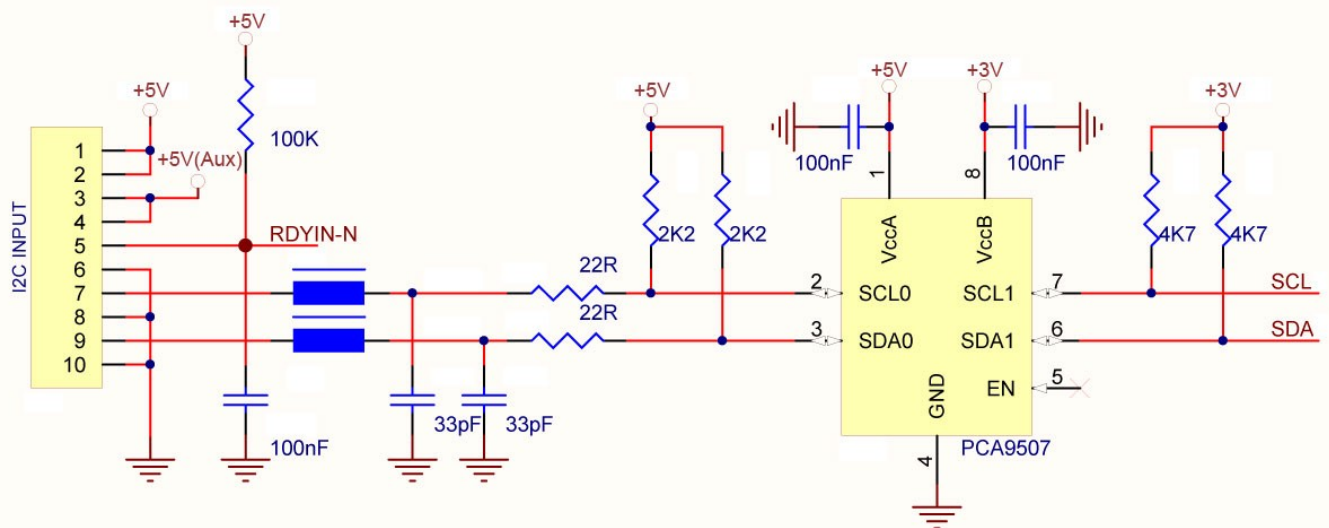 +5V
+5V
1
2
3
4
5
6
7
8
9
10
I2C INPUT
+5V(Aux)
100K
RDYIN-N
100nF
33pF
33pF
22R
22R
+5V
2K2
2K2
+5V
+3V
100nF
100nF
1
8
VccA
VccB
2
SCL0
SCL1
7
3
SDA0
SDA1
6
EN
5
GND
4
PCA9507
+3V
4K7
4K7
SCL
SDA